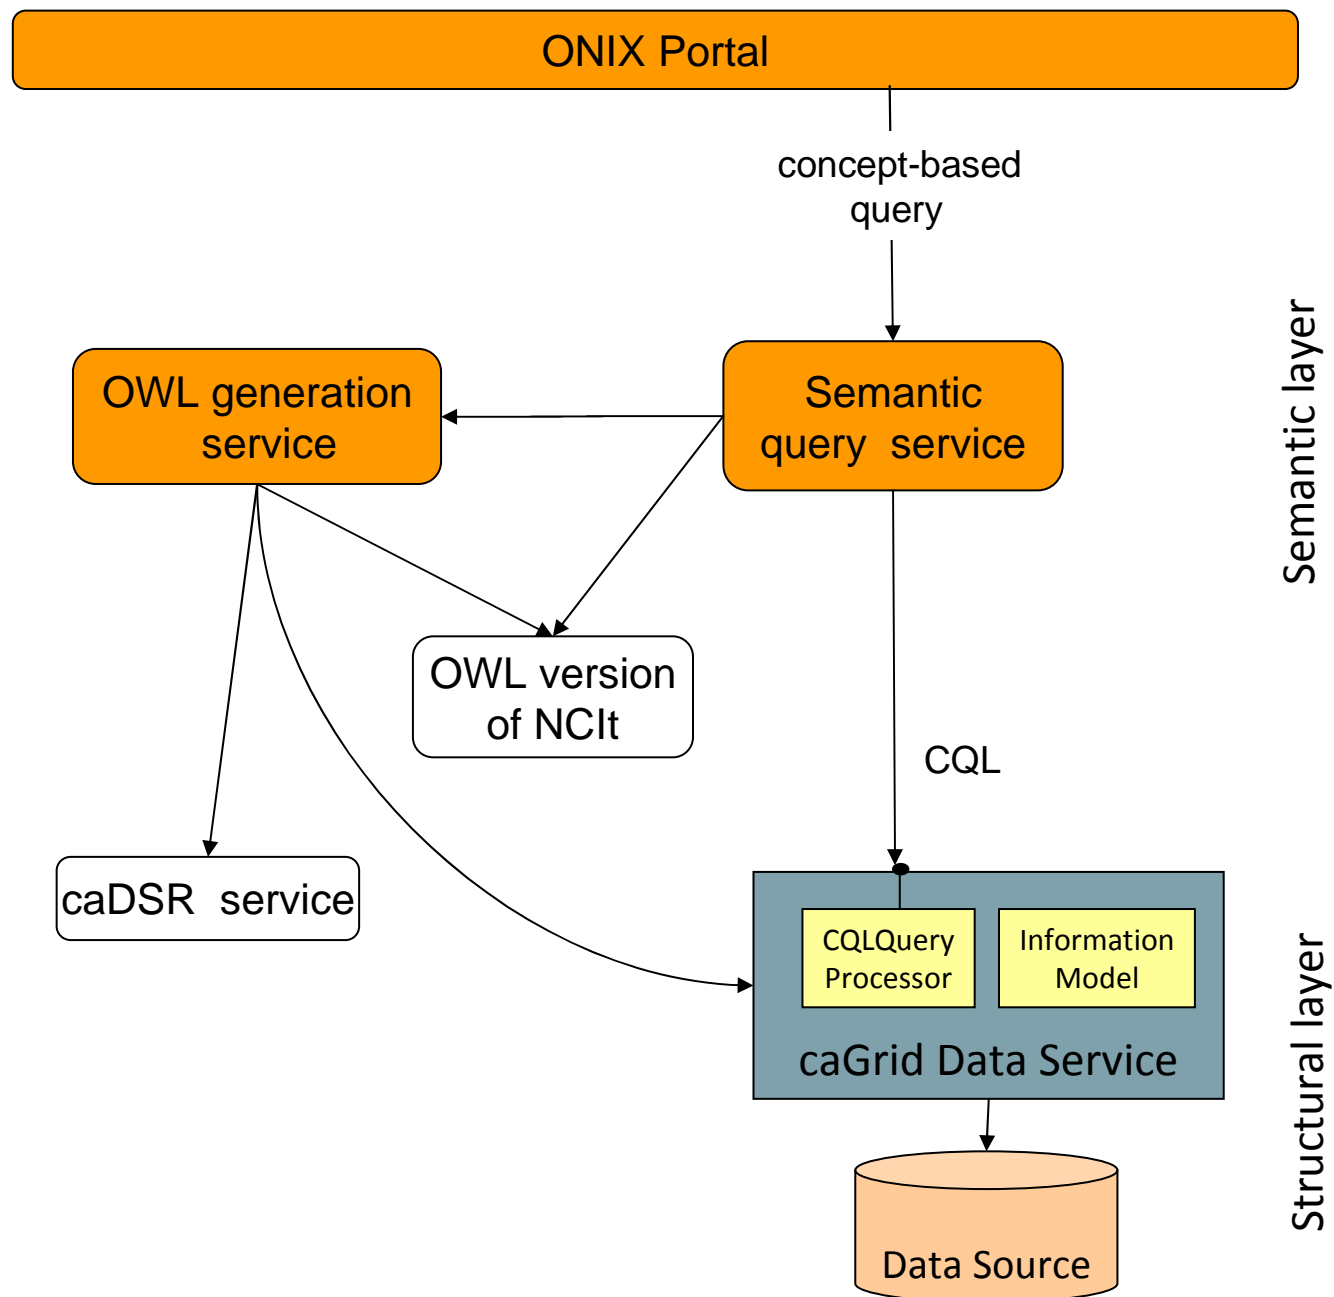 ONIX Portal
concept-based
query
OWL generation
service
Semantic
query service
Semantic layer
OWL version
of NCIt
CQL
caDSR service
CQLQuery
Processor
Information
Model
caGrid Data Service
Structural layer
Data Source